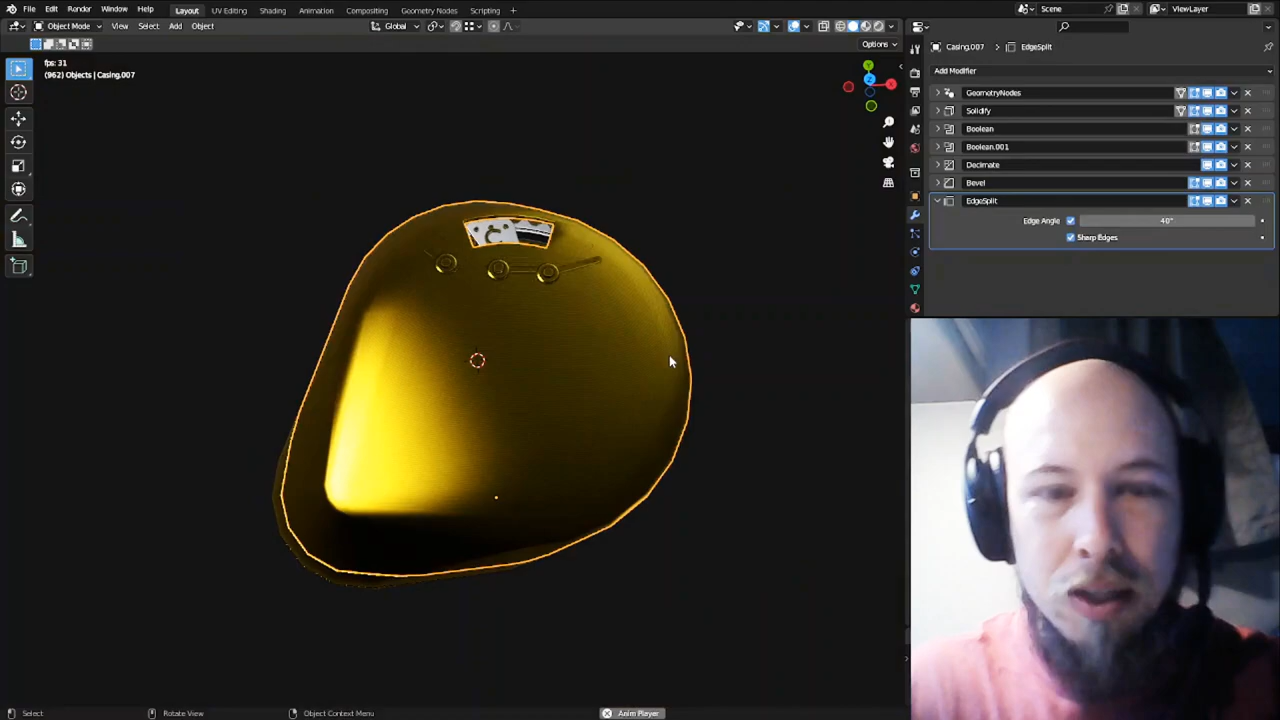 File Edit Render Window Help Layout UV Editing Shading Animation Compositing Geometry Nodes Scripting + Scene ViewLayer
Object Mode View Select Add Object Global
Options
fps: 31
(962) Objects | Casing.007
Y
Z
X
Casing.007 > EdgeSplit
Add Modifier
GeometryNodes
Solidify
Boolean
Boolean.001
Decimate
Bevel
EdgeSplit
Edge Angle 40°
Sharp Edges
Select Rotate View Object Context Menu Anim Player